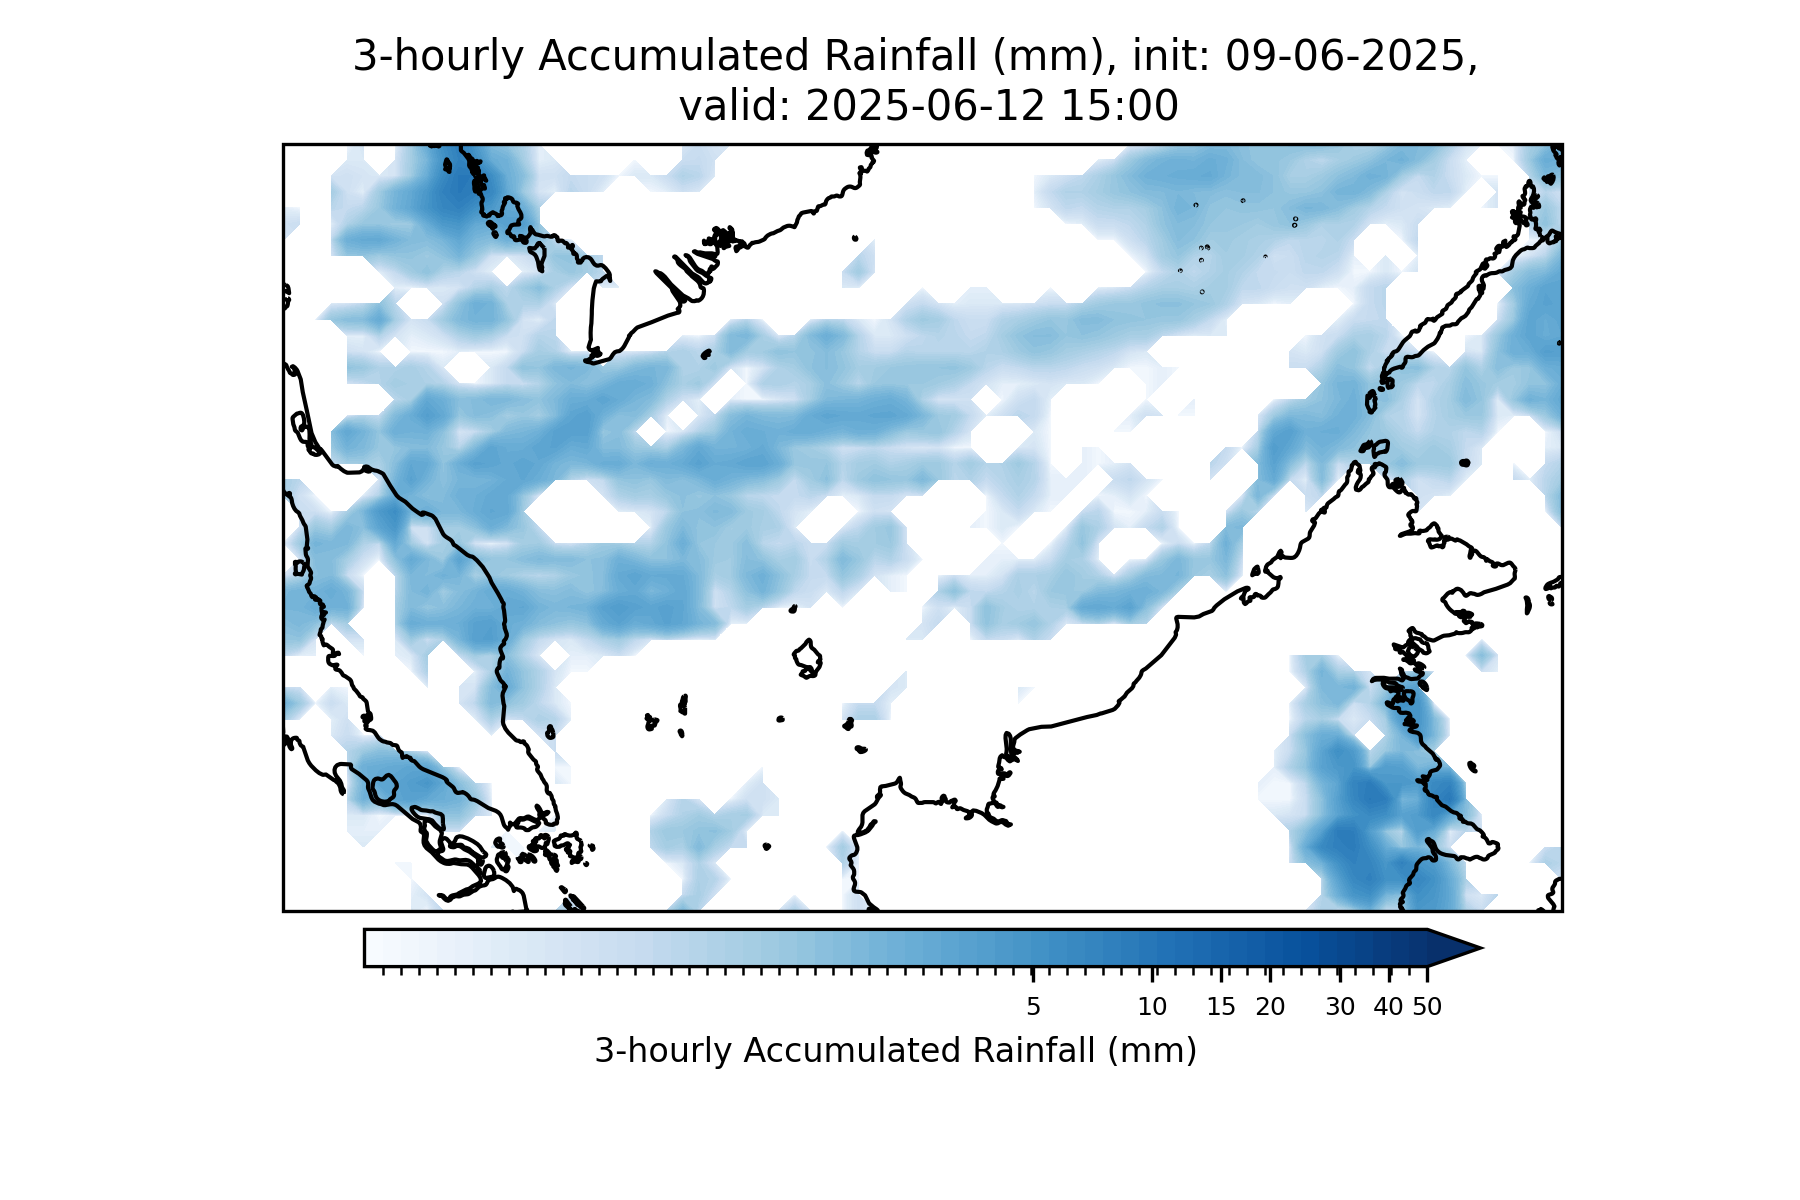 3-hourly Accumulated Rainfall (mm), init: 09-06-2025,
valid: 2025-06-12 15:00
5 10 15 20 30 40 50
3-hourly Accumulated Rainfall (mm)